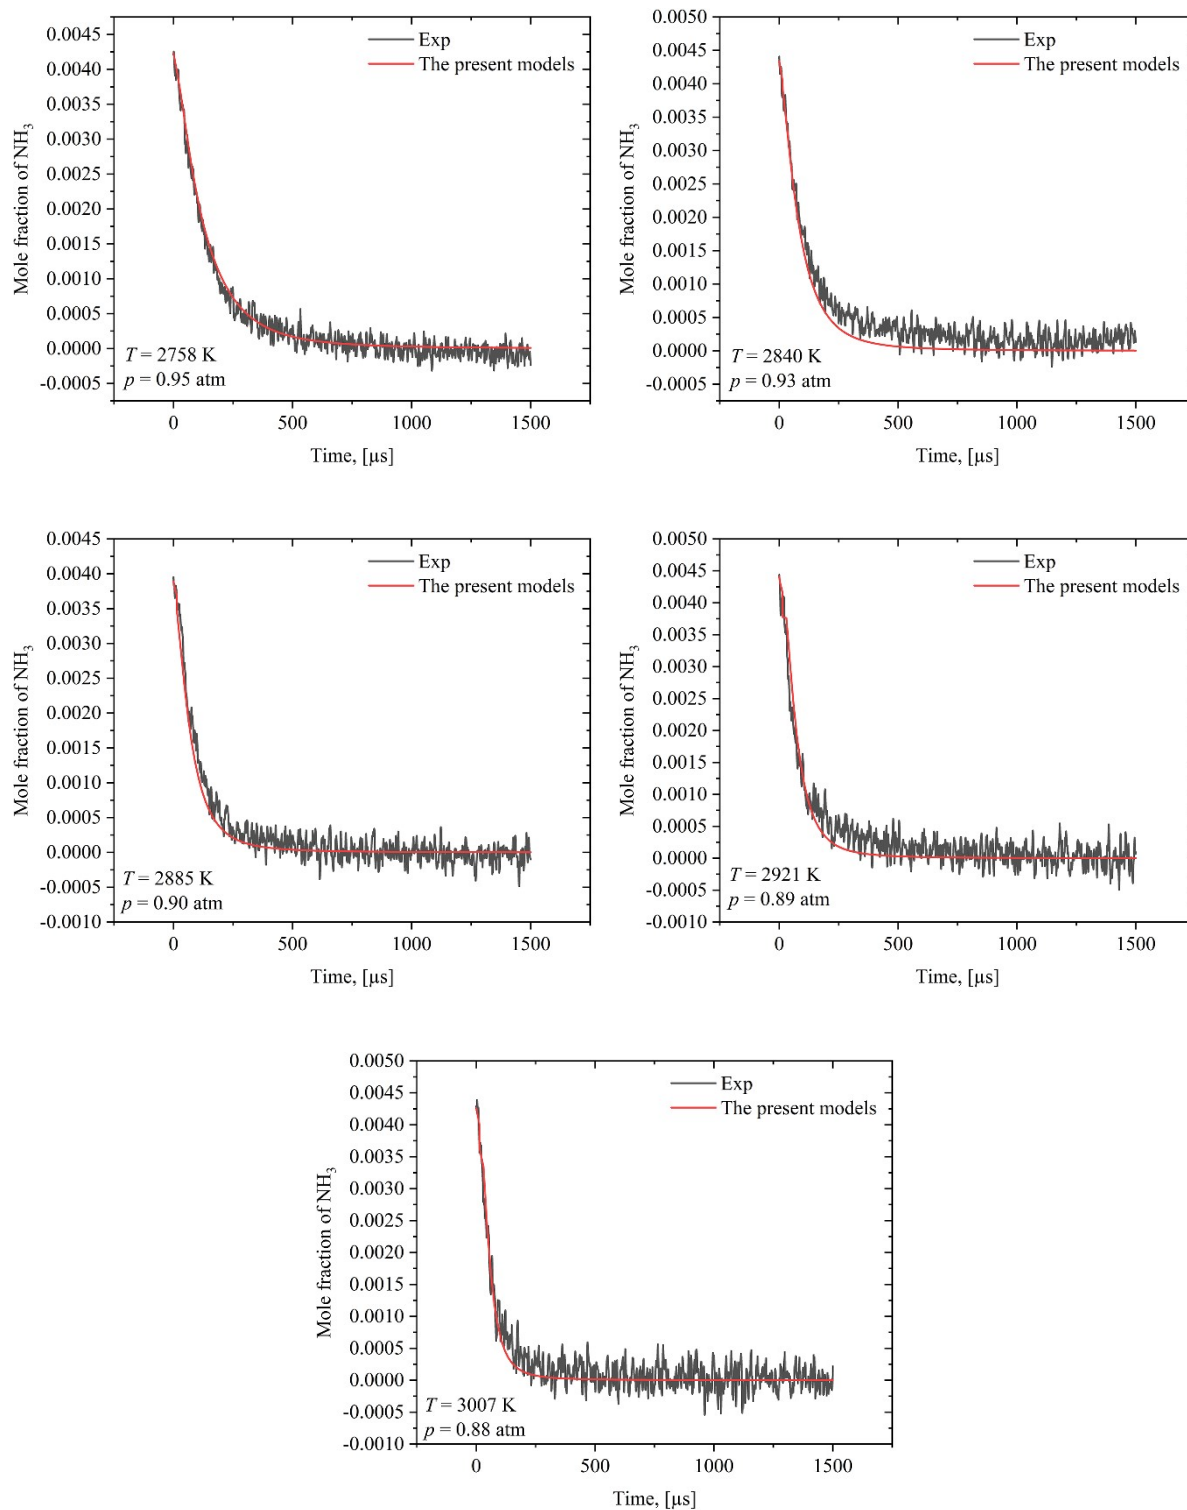 0.0045
0.0040
0.0035
0.0030
0.0025
0.0020
0.0015
0.0010
0.0005
0.0000
-0.0005
Mole fraction of NH3
Exp
The present models
T = 2758 K
p = 0.95 atm
0 500 1000 1500
Time, [μs]
0.0050
0.0045
0.0040
0.0035
0.0030
0.0025
0.0020
0.0015
0.0010
0.0005
0.0000
-0.0005
Mole fraction of NH3
Exp
The present models
T = 2840 K
p = 0.93 atm
0 500 1000 1500
Time, [μs]
0.0045
0.0040
0.0035
0.0030
0.0025
0.0020
0.0015
0.0010
0.0005
0.0000
-0.0005
-0.0010
Mole fraction of NH3
Exp
The present models
T = 2885 K
p = 0.90 atm
0 500 1000 1500
Time, [μs]
0.0050
0.0045
0.0040
0.0035
0.0030
0.0025
0.0020
0.0015
0.0010
0.0005
0.0000
-0.0005
-0.0010
Mole fraction of NH3
Exp
The present models
T = 2921 K
p = 0.89 atm
0 500 1000 1500
Time, [μs]
0.0050
0.0045
0.0040
0.0035
0.0030
0.0025
0.0020
0.0015
0.0010
0.0005
0.0000
-0.0005
-0.0010
Mole fraction of NH3
Exp
The present models
T = 3007 K
p = 0.88 atm
0 500 1000 1500
Time, [μs]